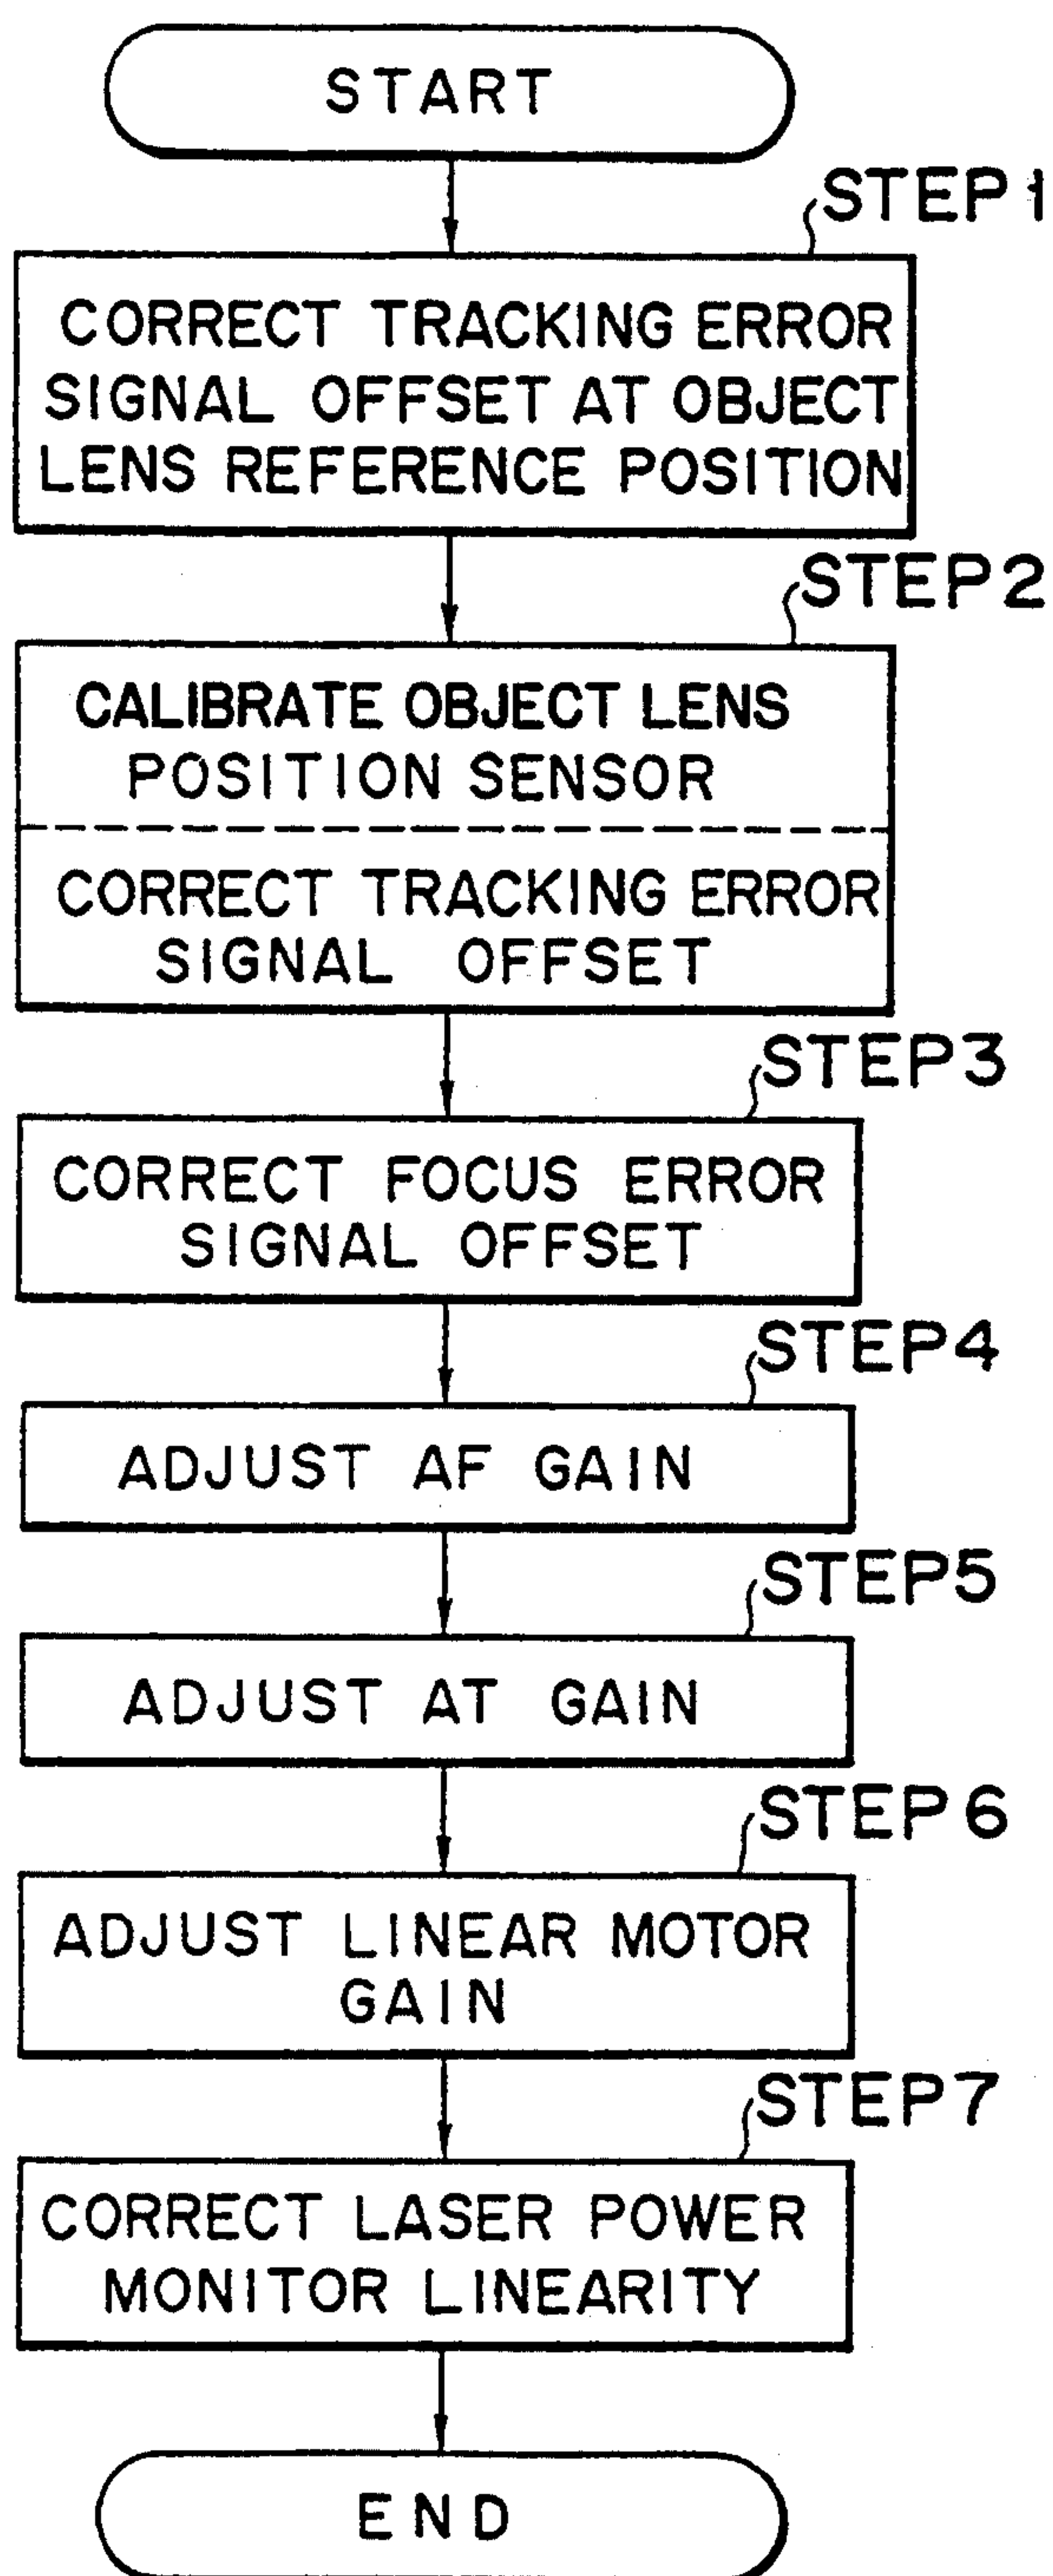 START
STEP1
CORRECT TRACKING ERROR
SIGNAL OFFSET AT OBJECT
LENS REFERENCE POSITION
STEP2
CALIBRATE OBJECT LENS
POSITION SENSOR
CORRECT TRACKING ERROR
SIGNAL OFFSET
STEP3
CORRECT FOCUS ERROR
SIGNAL OFFSET
STEP4
ADJUST AF GAIN
STEP5
ADJUST AT GAIN
STEP6
ADJUST LINEAR MOTOR
GAIN
STEP7
CORRECT LASER POWER
MONITOR LINEARITY
END